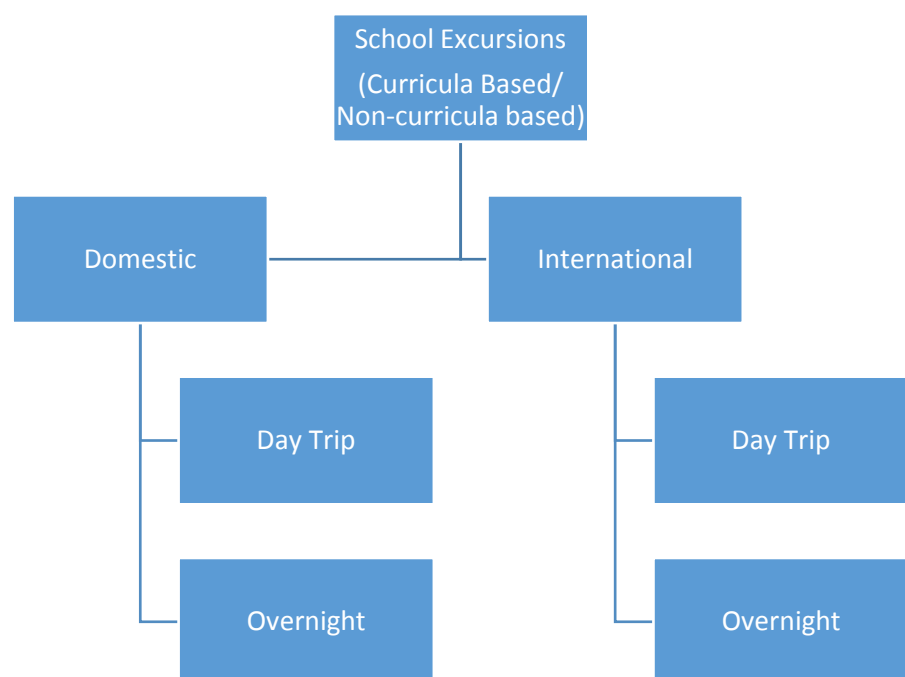 School Excursions
(Curricula Based/
Non-curricula based)
Domestic
International
Day Trip
Day Trip
Overnight
Overnight